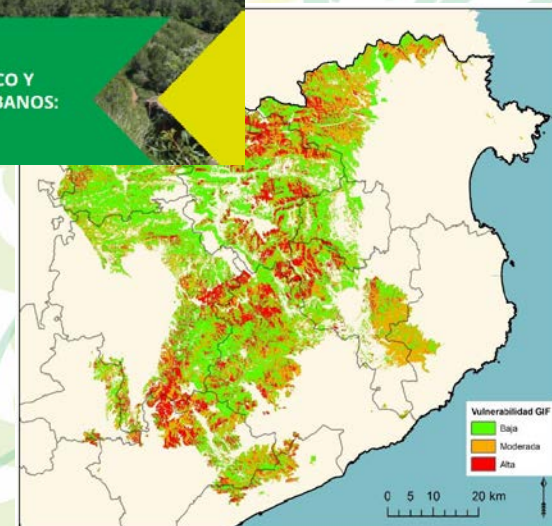 CO Y
BANOS:
Vulnerabilidad GIF
Baja
Moderada
Alta
0 5 10 20 km